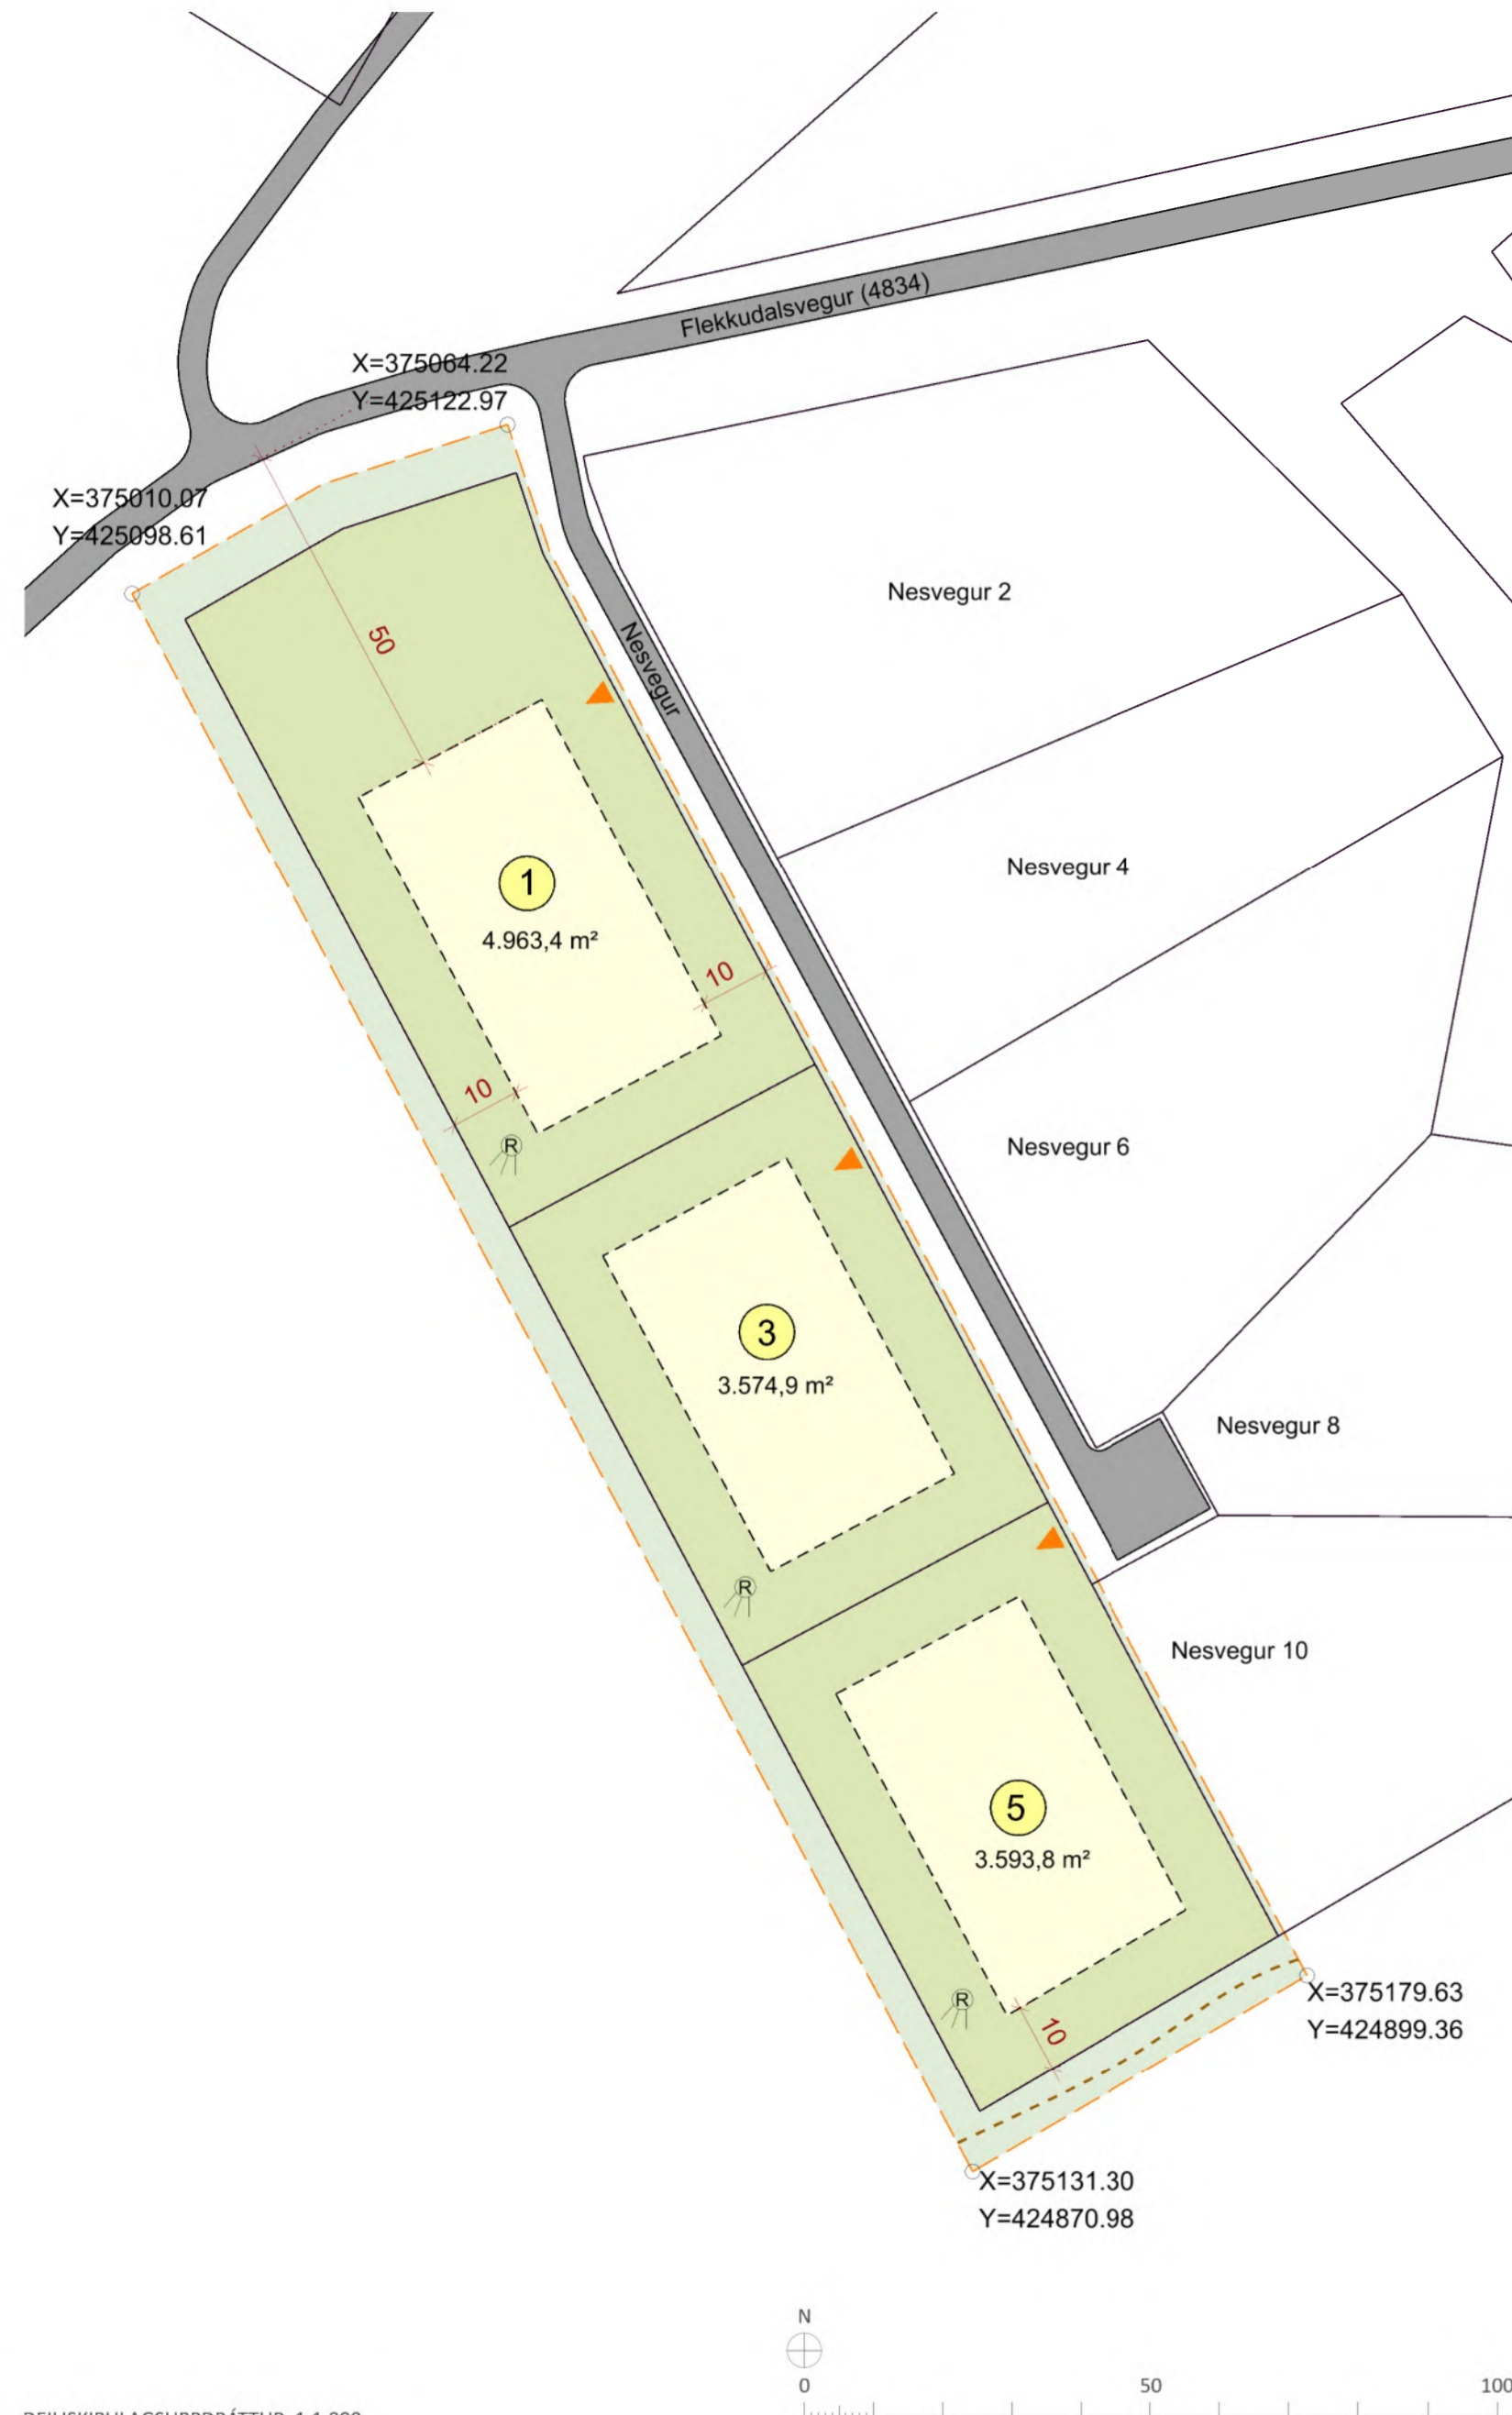 Flekkudalsvegur (4834)
X=375064.22
Y=425122.97
X=375010.07
Y=425098.61
Nesvegur 2
50
Nesvegur
Nesvegur 4
1
4.963,4 m²
10
10
R
Nesvegur 6
3
3.574,9 m²
Nesvegur 8
R
Nesvegur 10
5
3.593,8 m²
R
10
X=375179.63
Y=424899.36
X=375131.30
Y=424870.98
N
0 50 100